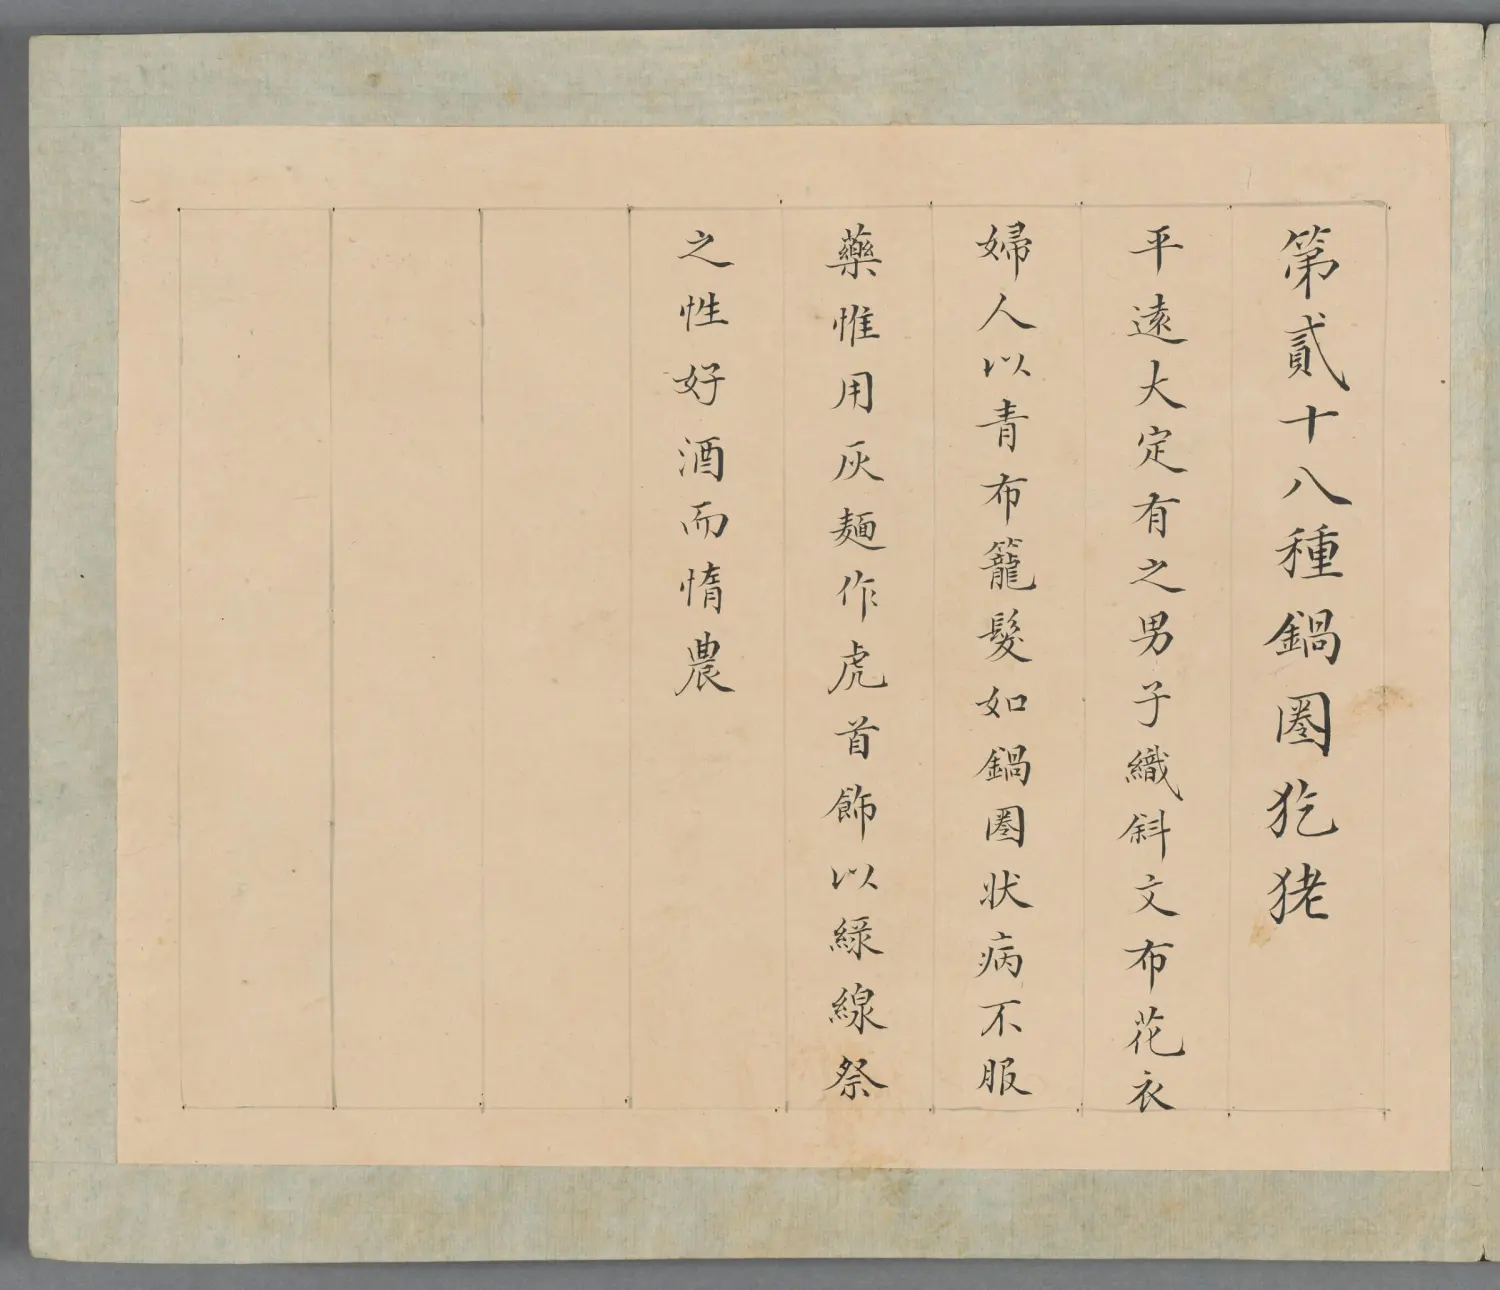 第貳十八種鍋圈犵狫
平遠大定有之男子織斜文布花衣
婦人以青布籠髮如鍋圈狀病不服
藥惟用灰麵作虎首飾以綵線祭
之性好酒而惰農